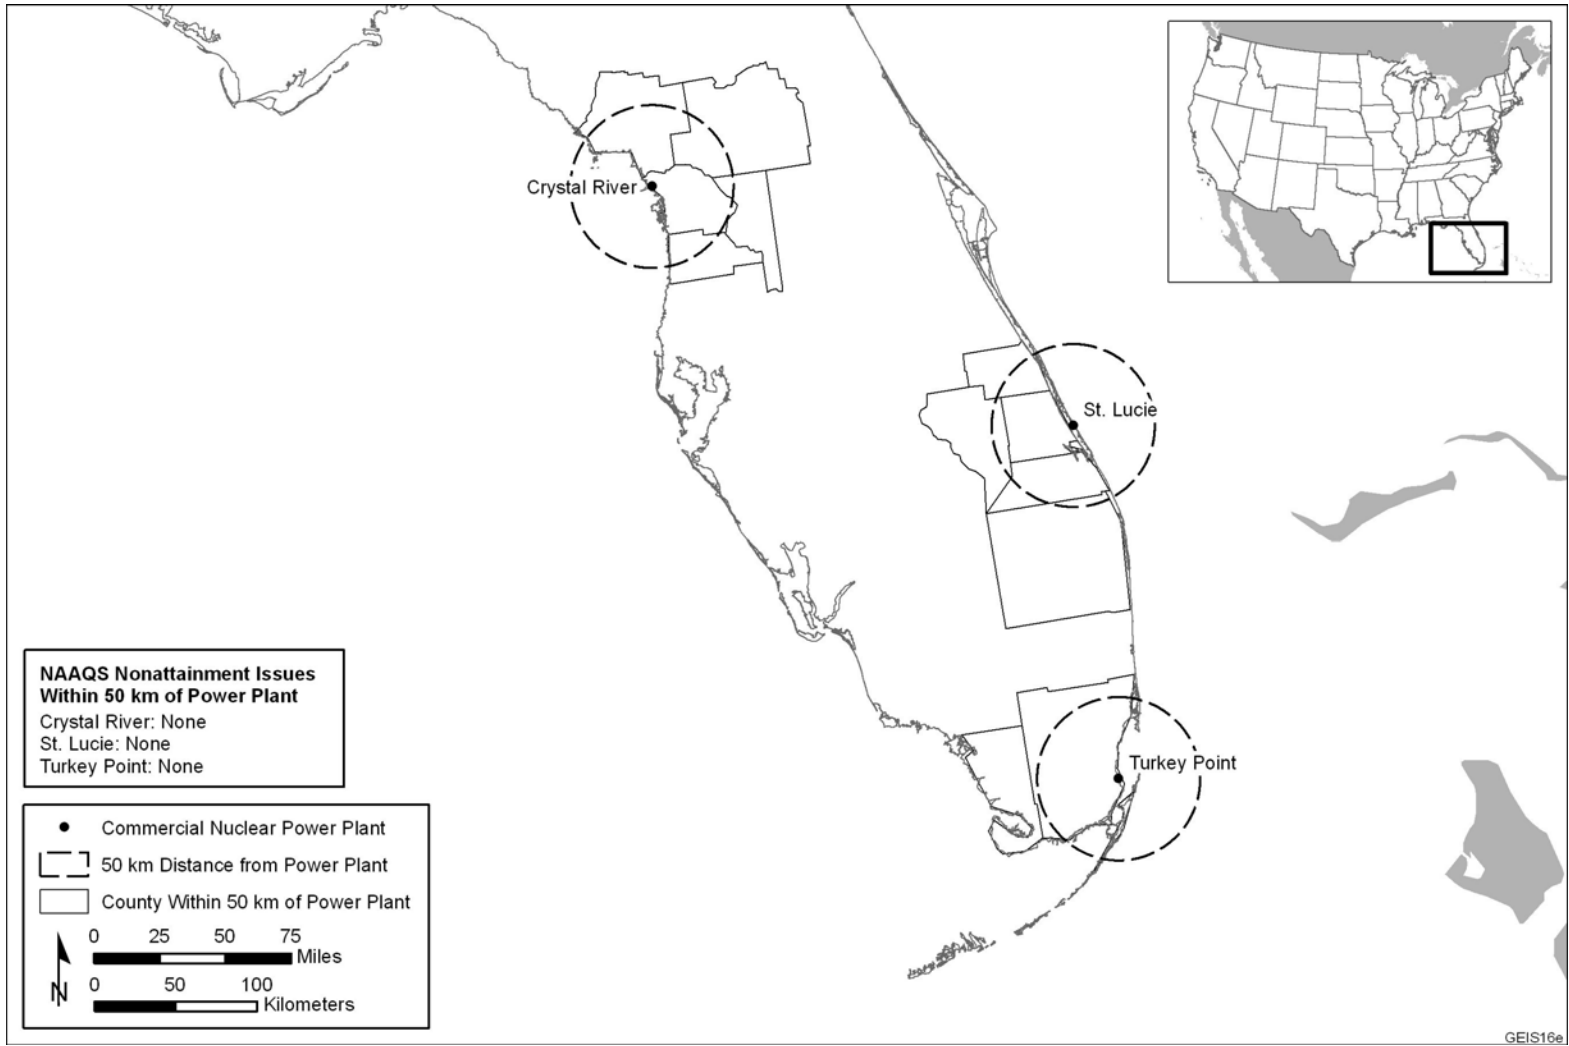 Crystal River
St. Lucie
Turkey Point
NAAQS Nonattainment Issues
Within 50 km of Power Plant
Crystal River: None
St. Lucie: None
Turkey Point: None
Commercial Nuclear Power Plant
50 km Distance from Power Plant
County Within 50 km of Power Plant
0 25 50 75
Miles
N
0 50 100
Kilometers
GEIS16e